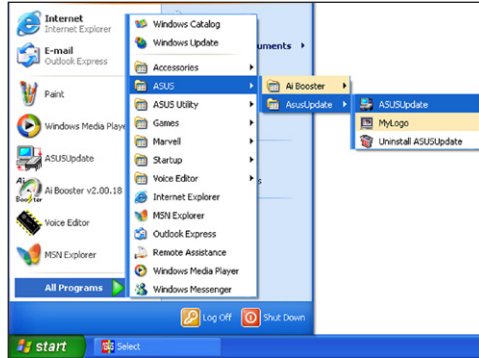 Internet
Internet Explorer
E-mail
Outlook Express
Paint
Windows Media Playe
ASUSUpdate
Ai Booster v2.00.18
Voice Editor
MSN Explorer
All Programs
Windows Catalog
Windows Update
Accessories
ASUS
ASUS Utility
Games
Marvell
Startup
Voice Editor
Internet Explorer
MSN Explorer
Outlook Express
Remote Assistance
Windows Media Player
Windows Messenger
uments
s
Ai Booster
AsusUpdate
ASUSUpdate
MyLogo
Uninstall ASUSUpdate
Log Off
Shut Down
start
Select